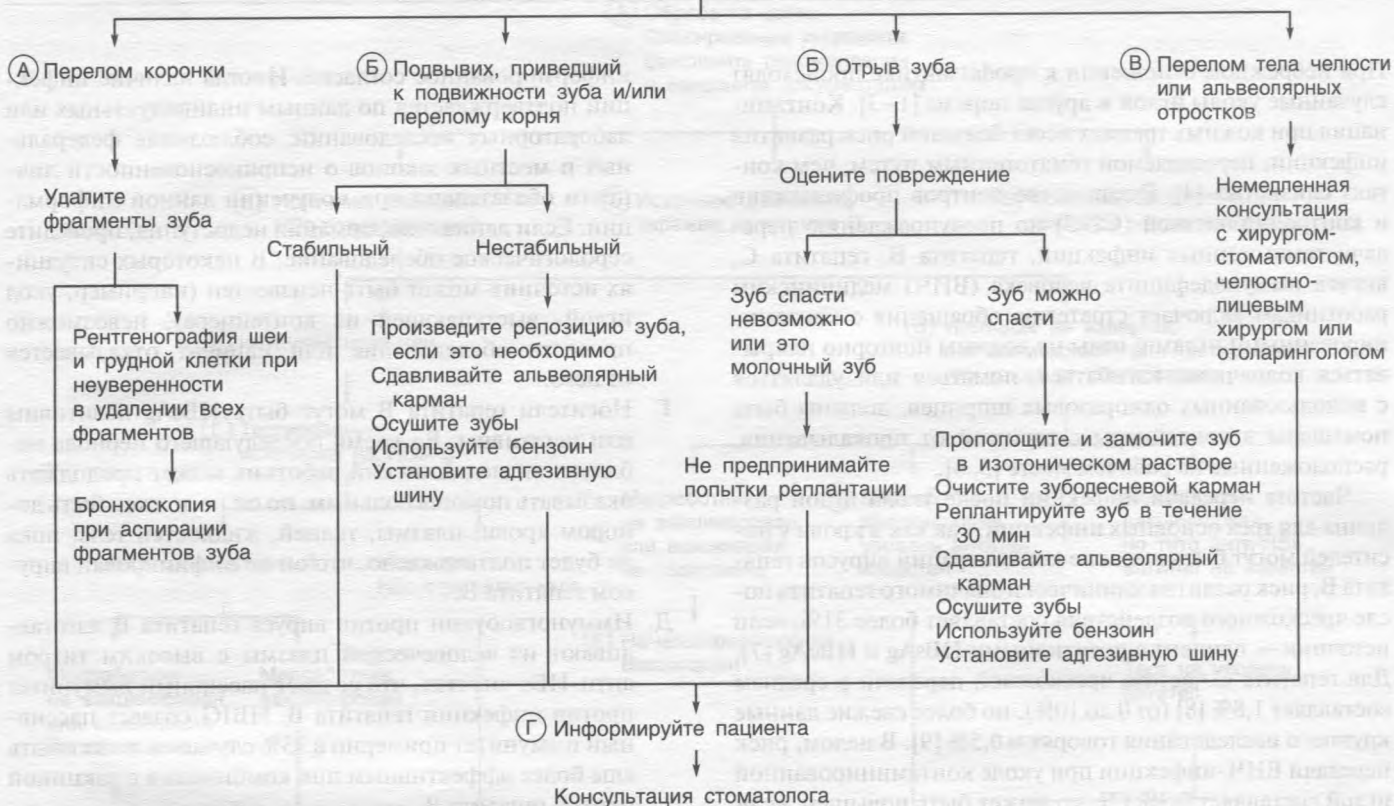 А Перелом коронки
Удалите
фрагменты зуба
Рентгенография шеи
и грудной клетки при
неуверенности
в удалении всех
фрагментов
Бронхоскопия
при аспирации
фрагментов зуба
Б Подвывих, приведший
к подвижности зуба и/или
перелому корня
Стабильный
Нестабильный
Произведите репозицию зуба,
если это необходимо
Сдавливайте альвеолярный
карман
Осушите зубы
Используйте бензоин
Установите адгезивную
шину
Б Отрыв зуба
Оцените повреждение
Зуб спасти
невозможно
или это
молочный зуб
Не предпринимайте
попытки реплантации
Зуб можно
спасти
Прополощите и замочите зуб
в изотоническом растворе
Очистите зубодесневой карман
Реплантируйте зуб в течение
30 мин
Сдавливайте альвеолярный
карман
Осушите зубы
Используйте бензоин
Установите адгезивную шину
В Перелом тела челюсти
или альвеолярных
отростков
Немедленная
консультация
с хирургом-
стоматологом,
челюстно-
лицевым
хирургом или
отоларингологом
Г Информируйте пациента
Консультация стоматолога